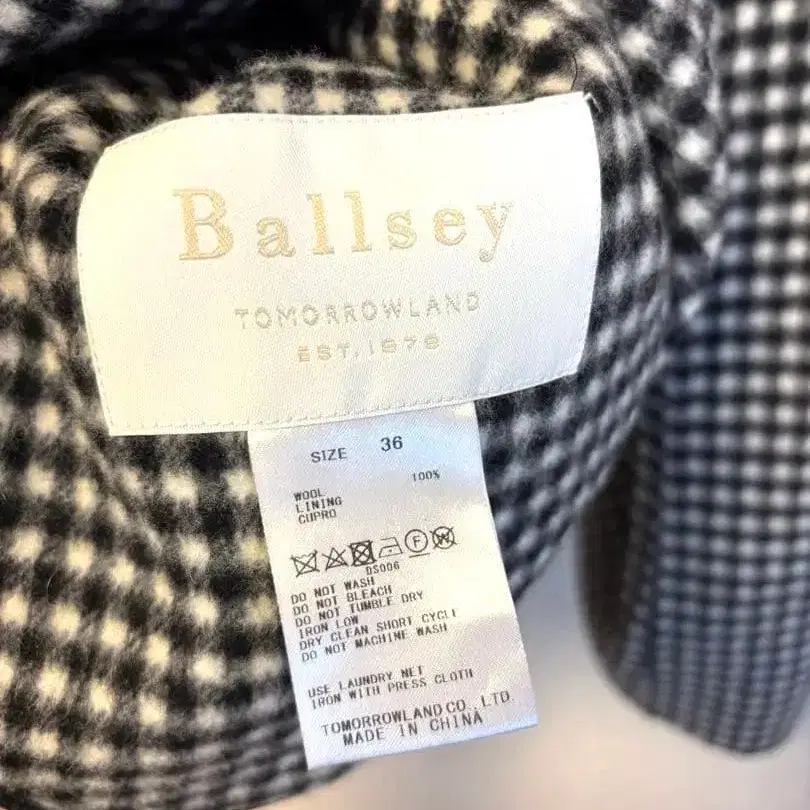 Ballsey
TOMORROWLAND
EST. 1979
SIZE 36
100%
WOOL
LINING
CUPRO
F W
DS006
DO NOT WASH
DO NOT BLEACH
DO NOT TUMBLE DRY
IRON LOW
DRY CLEAN SHORT CYCLE
DO NOT MACHINE WASH
USE LAUNDRY NET
IRON WITH PRESS CLOTH
TOMORROWLAND CO., LTD.
MADE IN CHINA